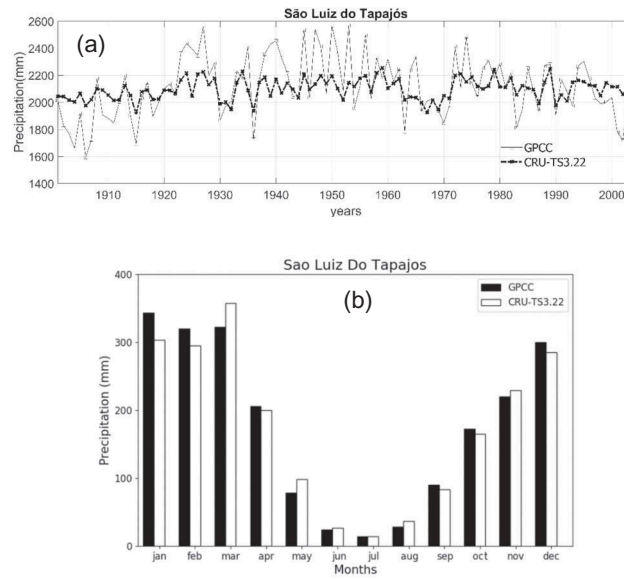 São Luiz do Tapajós
(a)
Precipitation(mm)
2600
2400
2200
2000
1800
1600
1400
GPCC
CRU-TS3.22
1910 1920 1930 1940 1950 1960 1970 1980 1990 2000
years
Sao Luiz Do Tapajos
(b)
GPCC
CRU-TS3.22
Precipitation (mm)
400
300
200
100
0
jan feb mar apr may jun jul aug sep oct nov dec
Months